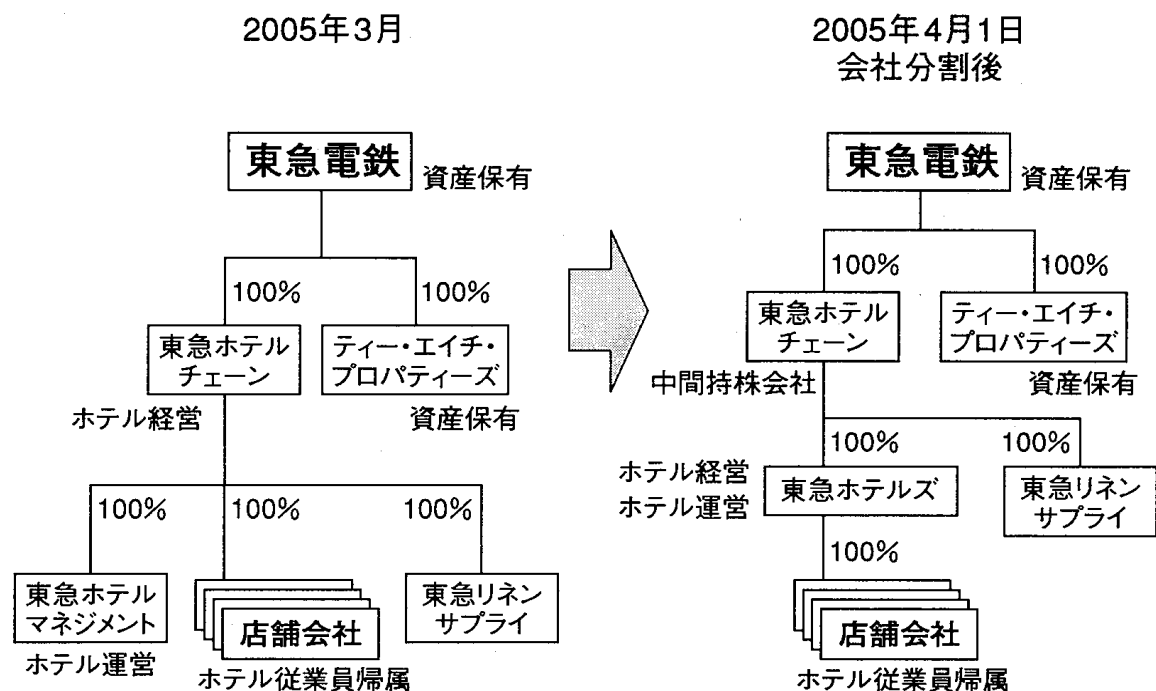 2005年3月
東急電鉄
資産保有
100%
100%
東急ホテル
チェーン
ティー・エイチ・
プロパティーズ
ホテル経営
資産保有
100%
100%
100%
東急ホテル
マネジメント
店舗会社
東急リネン
サプライ
ホテル運営
ホテル従業員帰属
2005年4月1日
会社分割後
東急電鉄
資産保有
100%
100%
東急ホテル
チェーン
ティー・エイチ・
プロパティーズ
中間持株会社
資産保有
100%
100%
ホテル経営
ホテル運営
東急ホテルズ
東急リネン
サプライ
100%
店舗会社
ホテル従業員帰属